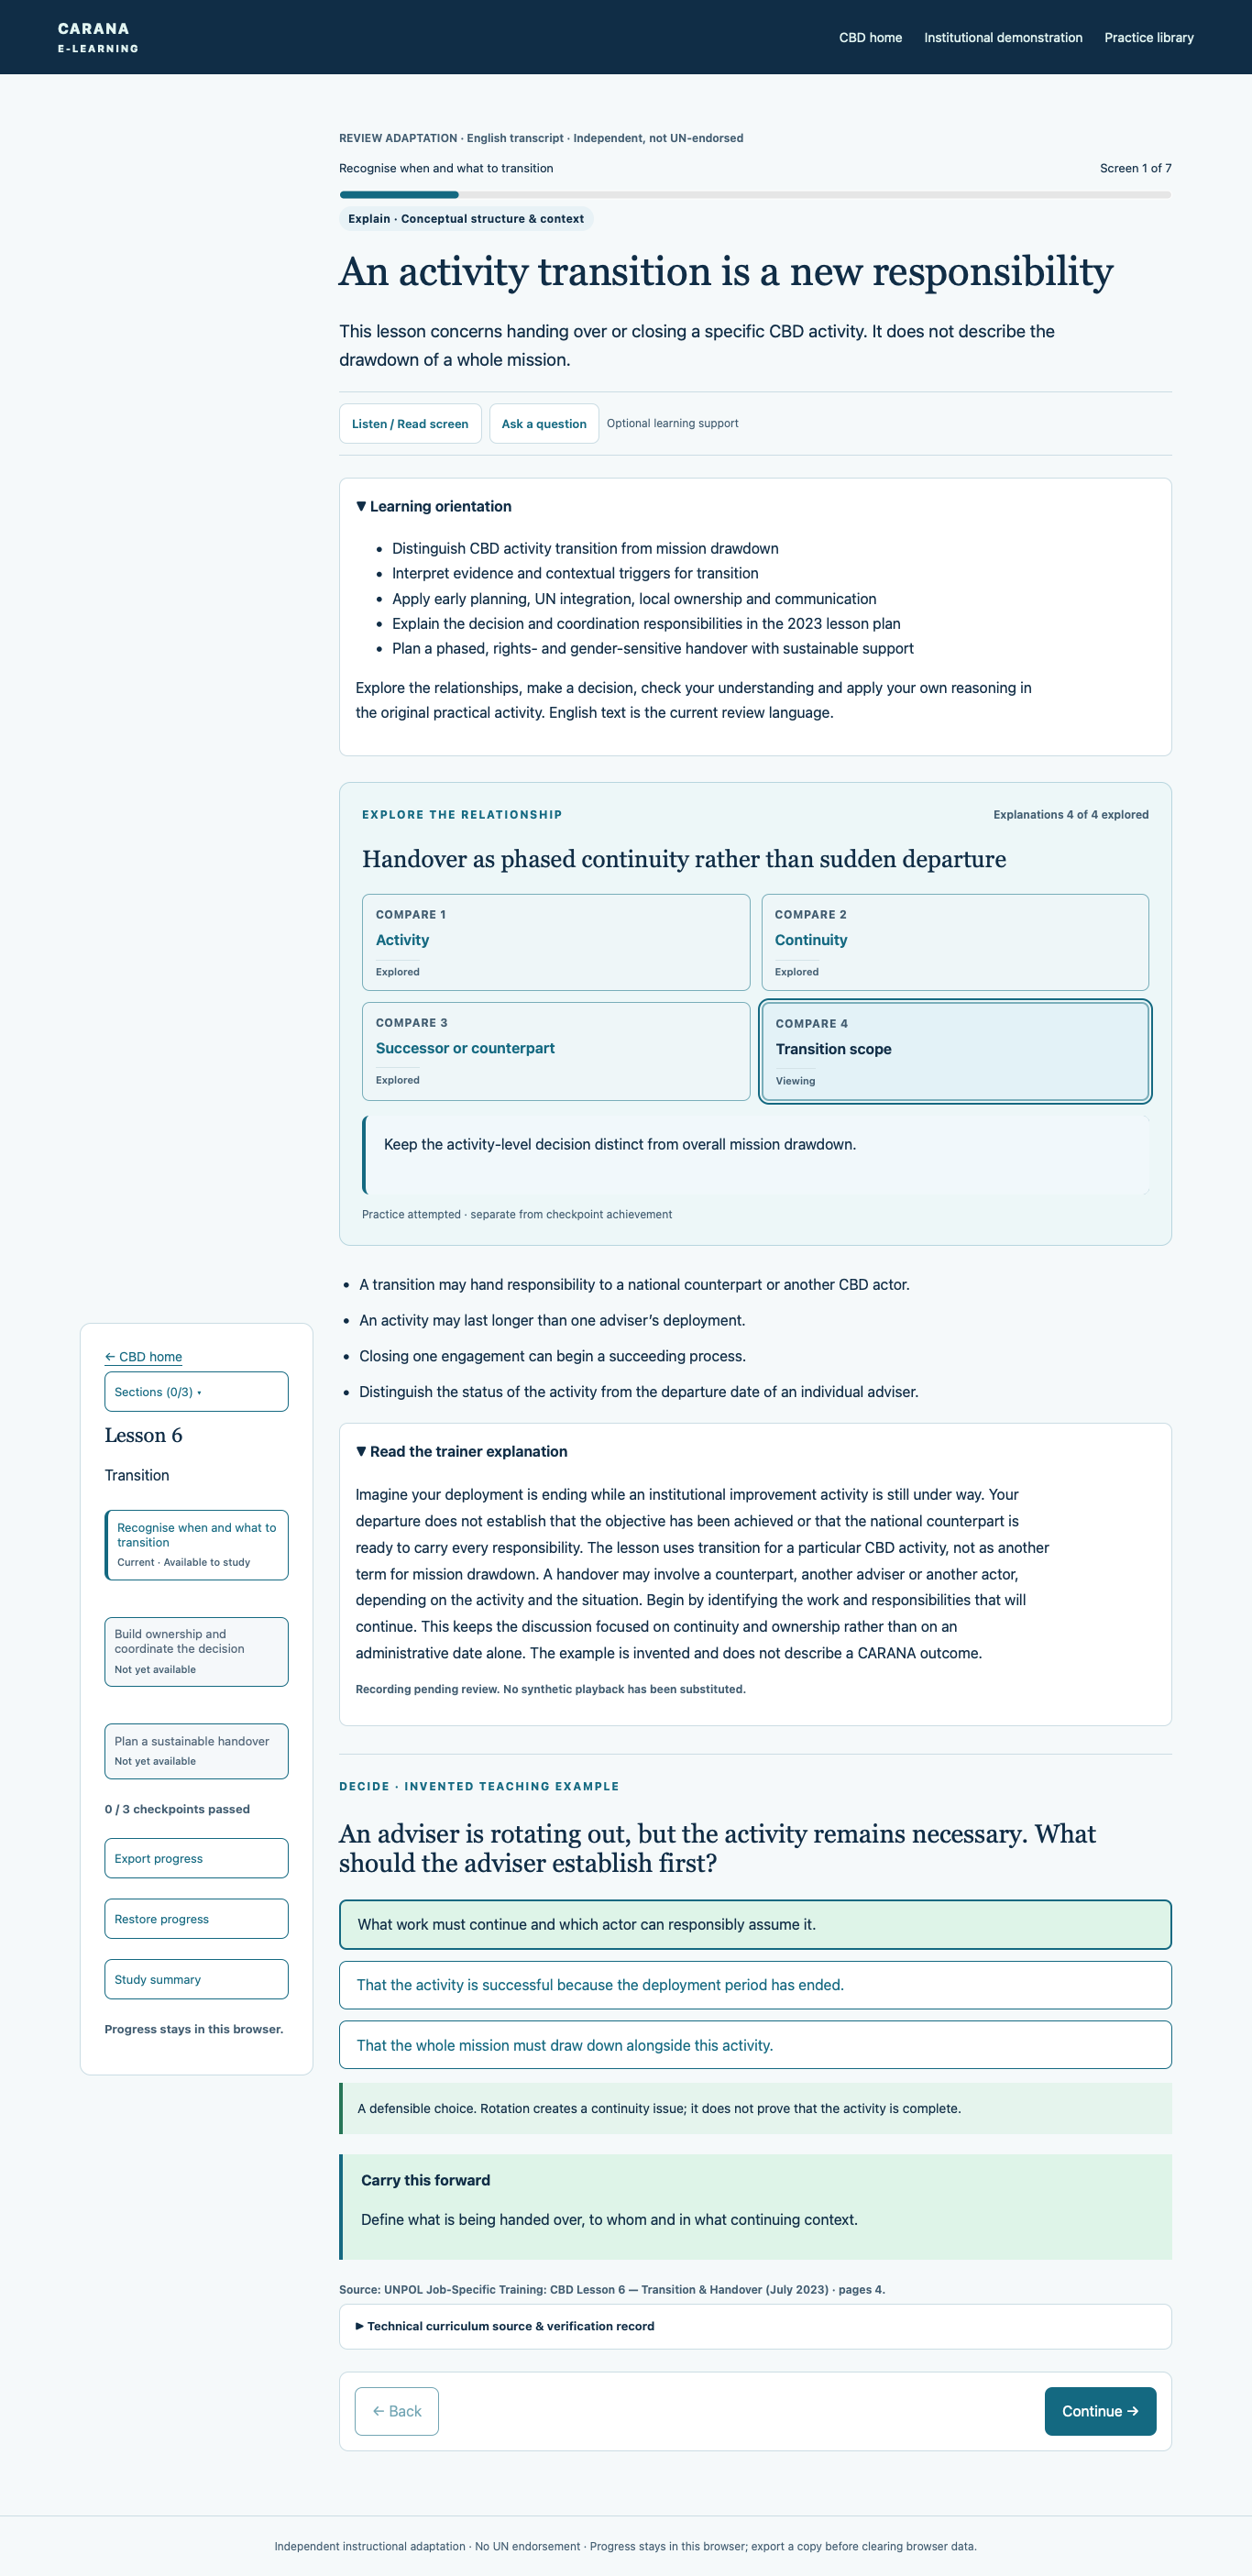 CARANA
E-LEARNING
CBD home
Institutional demonstration
Practice library
REVIEW ADAPTATION · English transcript · Independent, not UN-endorsed
Recognise when and what to transition
Screen 1 of 7
Explain · Conceptual structure & context
An activity transition is a new responsibility
This lesson concerns handing over or closing a specific CBD activity. It does not describe the
drawdown of a whole mission.
Listen / Read screen
Ask a question
Optional learning support
▼ Learning orientation
• Distinguish CBD activity transition from mission drawdown
• Interpret evidence and contextual triggers for transition
• Apply early planning, UN integration, local ownership and communication
• Explain the decision and coordination responsibilities in the 2023 lesson plan
• Plan a phased, rights- and gender-sensitive handover with sustainable support
Explore the relationships, make a decision, check your understanding and apply your own reasoning in
the original practical activity. English text is the current review language.
EXPLORE THE RELATIONSHIP
Explanations 4 of 4 explored
Handover as phased continuity rather than sudden departure
COMPARE 1
Activity
Explored
COMPARE 2
Continuity
Explored
COMPARE 3
Successor or counterpart
Explored
COMPARE 4
Transition scope
Viewing
Keep the activity-level decision distinct from overall mission drawdown.
Practice attempted · separate from checkpoint achievement
• A transition may hand responsibility to a national counterpart or another CBD actor.
• An activity may last longer than one adviser’s deployment.
• Closing one engagement can begin a succeeding process.
• Distinguish the status of the activity from the departure date of an individual adviser.
← CBD home
Sections (0/3) ▾
Lesson 6
Transition
Recognise when and what to
transition
Current · Available to study
Build ownership and
coordinate the decision
Not yet available
Plan a sustainable handover
Not yet available
0 / 3 checkpoints passed
Export progress
Restore progress
Study summary
Progress stays in this browser.
▼ Read the trainer explanation
Imagine your deployment is ending while an institutional improvement activity is still under way. Your
departure does not establish that the objective has been achieved or that the national counterpart is
ready to carry every responsibility. The lesson uses transition for a particular CBD activity, not as another
term for mission drawdown. A handover may involve a counterpart, another adviser or another actor,
depending on the activity and the situation. Begin by identifying the work and responsibilities that will
continue. This keeps the discussion focused on continuity and ownership rather than on an
administrative date alone. The example is invented and does not describe a CARANA outcome.
Recording pending review. No synthetic playback has been substituted.
DECIDE · INVENTED TEACHING EXAMPLE
An adviser is rotating out, but the activity remains necessary. What
should the adviser establish first?
What work must continue and which actor can responsibly assume it.
That the activity is successful because the deployment period has ended.
That the whole mission must draw down alongside this activity.
A defensible choice. Rotation creates a continuity issue; it does not prove that the activity is complete.
Carry this forward
Define what is being handed over, to whom and in what continuing context.
Source: UNPOL Job-Specific Training: CBD Lesson 6 — Transition & Handover (July 2023) · pages 4.
▶ Technical curriculum source & verification record
← Back
Continue →
Independent instructional adaptation · No UN endorsement · Progress stays in this browser; export a copy before clearing browser data.